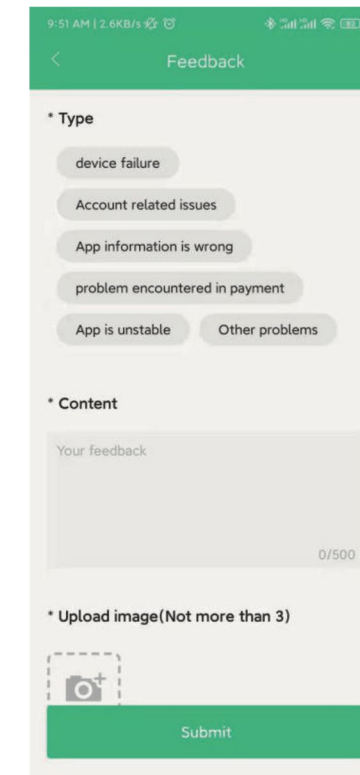 9:51 AM | 2.6KB/s
Feedback
* Type
device failure
Account related issues
App information is wrong
problem encountered in payment
App is unstable Other problems
* Content
Your feedback
0/500
* Upload image(Not more than 3)
Submit